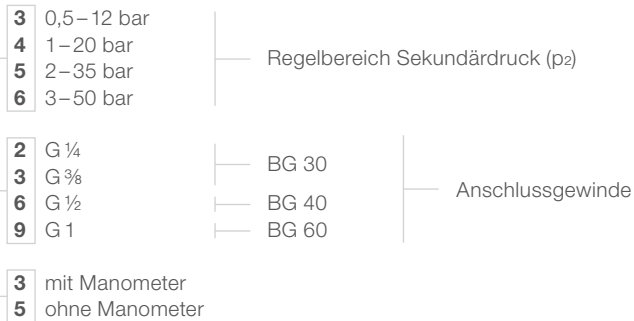 3 0,5–12 bar
4 1–20 bar
5 2–35 bar
6 3–50 bar
Regelbereich Sekundärdruck (p₂)
2 G ¼
3 G ⅜
6 G ½
9 G 1
BG 30
BG 40
BG 60
Anschlussgewinde
3 mit Manometer
5 ohne Manometer